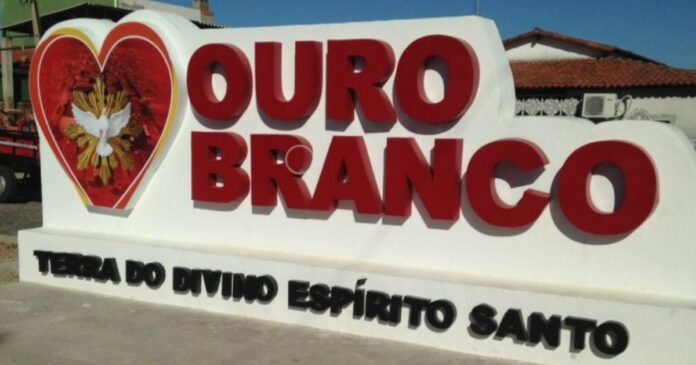 OURO
BRANCO
TERRA DO DIVINO ESPÍRITO SANTO